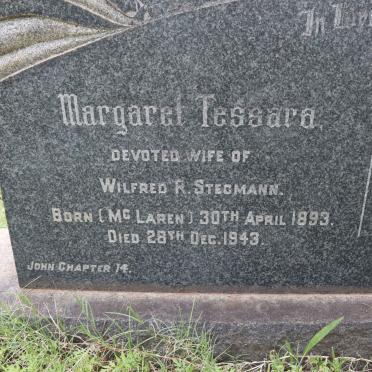 In
Margaret Tessara.
DEVOTED WIFE OF
WILFRED R. STEGMANN.
BORN (MCLAREN) 30TH APRIL 1893.
DIED 28TH DEC. 1943.
JOHN CHAPTER 14.